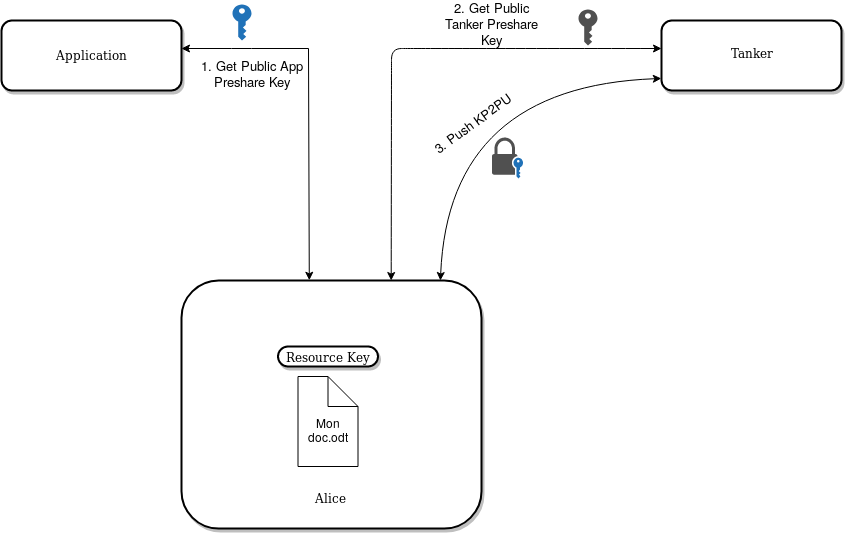 2. Get Public
Tanker Preshare
Key
Application
Tanker
1. Get Public App
Preshare Key
3. Push KP2PU
Resource Key
Mon
doc.odt
Alice